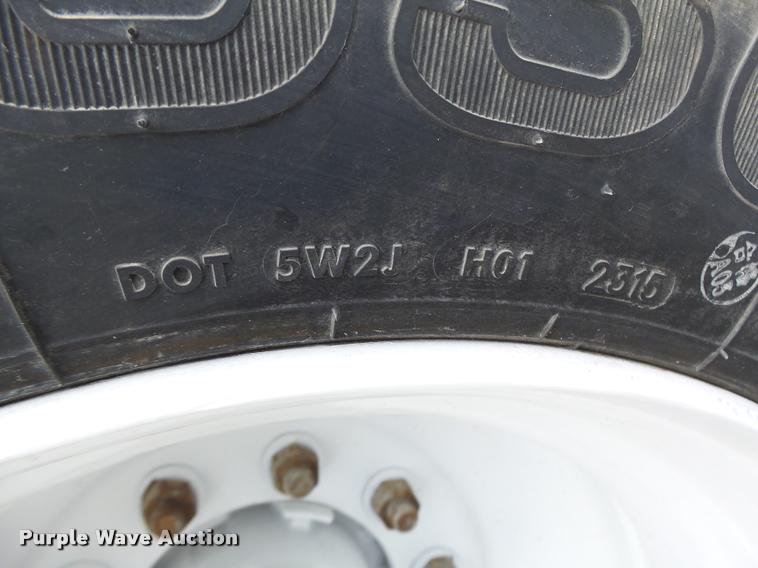 DOT 5W2J H01 2315
Purple Wave Auction